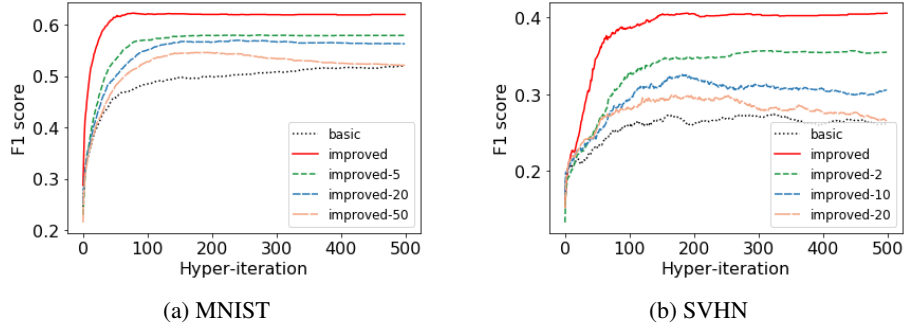 0.6
0.5
0.4
0.3
0.2
F1 score
basic
improved
improved-5
improved-20
improved-50
0 100 200 300 400 500
Hyper-iteration
(a) MNIST
0.4
0.3
0.2
F1 score
basic
improved
improved-2
improved-10
improved-20
0 100 200 300 400 500
Hyper-iteration
(b) SVHN